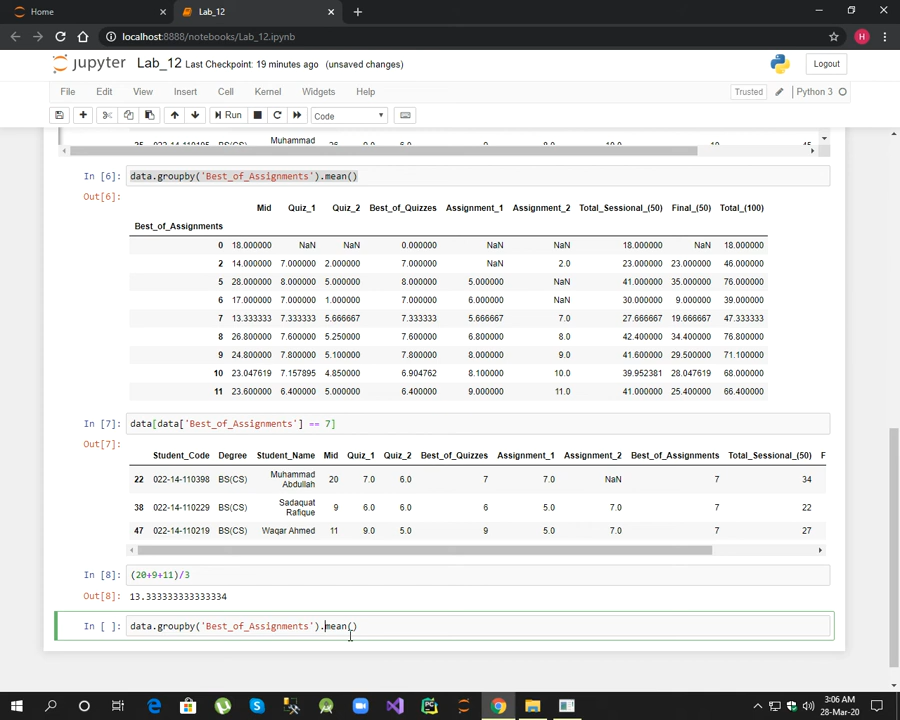 Home
Lab_12
localhost:8888/notebooks/Lab_12.ipynb
H
jupyter Lab_12 Last Checkpoint: 19 minutes ago (unsaved changes)
Logout
File Edit View Insert Cell Kernel Widgets Help
Trusted Python 3
Run Code
Muhammad
In [6]: data.groupby('Best_of_Assignments').mean()
Out[6]:
Mid Quiz_1 Quiz_2 Best_of_Quizzes Assignment_1 Assignment_2 Total_Sessional_(50) Final_(50) Total_(100)
Best_of_Assignments
0 18.000000 NaN NaN 0.000000 NaN NaN 18.000000 NaN 18.000000
2 14.000000 7.000000 2.000000 7.000000 NaN 2.0 23.000000 23.000000 46.000000
5 28.000000 8.000000 5.000000 8.000000 5.000000 NaN 41.000000 35.000000 76.000000
6 17.000000 7.000000 1.000000 7.000000 6.000000 NaN 30.000000 9.000000 39.000000
7 13.333333 7.333333 5.666667 7.333333 5.666667 7.0 27.666667 19.666667 47.333333
8 26.800000 7.600000 5.250000 7.600000 6.800000 8.0 42.400000 34.400000 76.800000
9 24.800000 7.800000 5.100000 7.800000 8.000000 9.0 41.600000 29.500000 71.100000
10 23.047619 7.157895 4.850000 6.904762 8.100000 10.0 39.952381 28.047619 68.000000
11 23.600000 6.400000 5.000000 6.400000 9.000000 11.0 41.000000 25.400000 66.400000
In [7]: data[data['Best_of_Assignments'] == 7]
Out[7]:
Student_Code Degree Student_Name Mid Quiz_1 Quiz_2 Best_of_Quizzes Assignment_1 Assignment_2 Best_of_Assignments Total_Sessional_(50) F
22 022-14-110398 BS(CS) Muhammad Abdullah 20 7.0 6.0 7 7.0 NaN 7 34
38 022-14-110229 BS(CS) Sadaquat Rafique 9 6.0 6.0 6 5.0 7.0 7 22
47 022-14-110219 BS(CS) Waqar Ahmed 11 9.0 5.0 9 5.0 7.0 7 27
In [8]: (20+9+11)/3
Out[8]: 13.333333333333334
In [ ]: data.groupby('Best_of_Assignments').mean()
3:06 AM
28-Mar-20